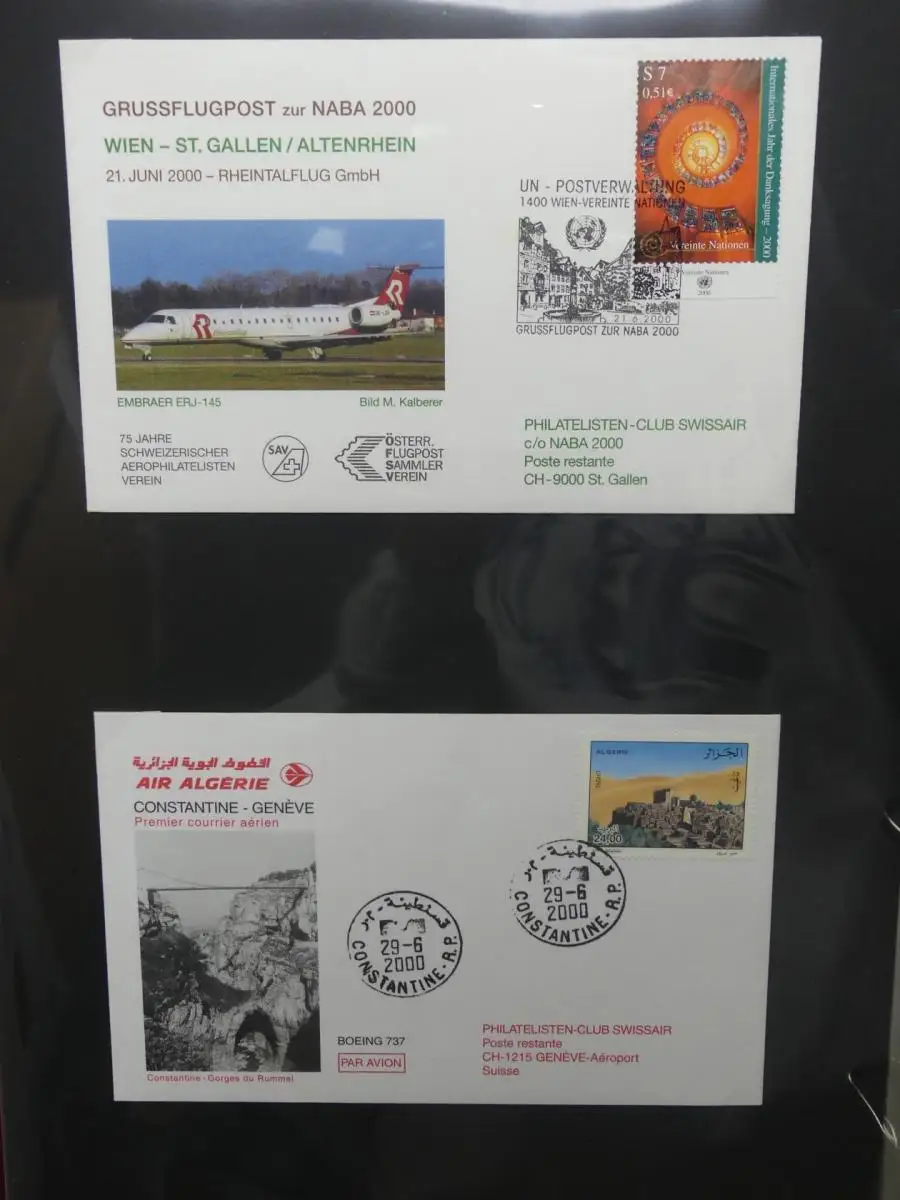 GRUSSFLUGPOST zur NABA 2000
WIEN – ST. GALLEN / ALTENRHEIN
21. JUNI 2000 – RHEINTALFLUG GmbH
S 7
0,51€
Internationales Jahr der Danksagung – 2000
Vereinte Nationen
Vereinte Nationen
2000
UN - POSTVERWALTUNG
1400 WIEN-VEREINTE NATIONEN
21.6.2000
GRUSSFLUGPOST ZUR NABA 2000
EMBRAER ERJ-145
Bild M. Kalberer
75 JAHRE
SCHWEIZERISCHER
AEROPHILATELISTEN
VEREIN
SAV
ÖSTERR.
FLUGPOST
SAMMLER
VEREIN
PHILATELISTEN-CLUB SWISSAIR
c/o NABA 2000
Poste restante
CH-9000 St. Gallen
الخطوط الجوية الجزائرية
AIR ALGÉRIE
CONSTANTINE - GENÈVE
Premier courrier aérien
ALGERIE
الجزائر
24,00
قسنطينة - ر.م
29-6
2000
CONSTANTINE - R.P.
قسنطينة - ر.م
29-6
2000
CONSTANTINE - R.P.
BOEING 737
PAR AVION
Constantine - Gorges du Rummel
PHILATELISTEN-CLUB SWISSAIR
Poste restante
CH-1215 GENÈVE-Aéroport
Suisse